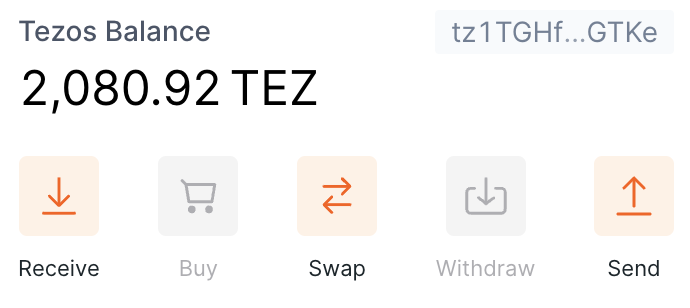 Tezos Balance
tz1TGHf...GTKe
2,080.92 TEZ
Receive
Buy
Swap
Withdraw
Send